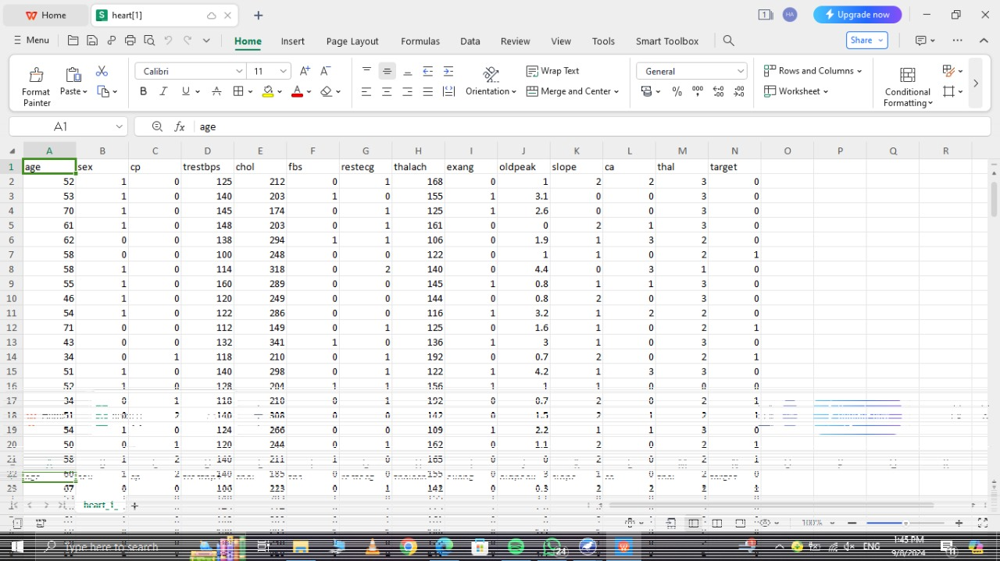 Home heart[1] 1 HA Upgrade now
Menu Home Insert Page Layout Formulas Data Review View Tools Smart Toolbox Share
Format Painter Paste Calibri 11 Wrap Text General Rows and Columns
B I U A Orientation Merge and Center % 000 Worksheet Conditional Formatting
A1 fx age
A B C D E F G H I J K L M N O P Q R
1 age sex cp trestbps chol fbs restecg thalach exang oldpeak slope ca thal target
2 52 1 0 125 212 0 1 168 0 1 2 2 3 0
3 53 1 0 140 203 1 0 155 1 3.1 0 0 3 0
4 70 1 0 145 174 0 1 125 1 2.6 0 0 3 0
5 61 1 0 148 203 0 1 161 0 0 2 1 3 0
6 62 0 0 138 294 1 1 106 0 1.9 1 3 2 0
7 58 0 0 100 248 0 0 122 0 1 1 0 2 1
8 58 1 0 114 318 0 2 140 0 4.4 0 3 1 0
9 55 1 0 160 289 0 0 145 1 0.8 1 1 3 0
10 46 1 0 120 249 0 0 144 0 0.8 2 0 3 0
11 54 1 0 122 286 0 0 116 1 3.2 1 2 2 0
12 71 0 0 112 149 0 1 125 0 1.6 1 0 2 1
13 43 0 0 132 341 1 0 136 1 3 1 0 3 0
14 34 0 1 118 210 0 1 192 0 0.7 2 0 2 1
15 51 1 0 140 298 0 1 122 1 4.2 1 3 3 0
16 52 1 0 128 204 1 1 156 1 1 1 0 0 0
17 34 0 1 118 210 0 1 192 0 0.7 2 0 2 1
18 51 0 2 140 308 0 0 142 0 1.5 2 1 2 1
19 54 1 0 124 266 0 0 109 1 2.2 1 1 3 0
20 50 0 1 120 244 0 1 162 0 1.1 2 0 2 1
21 58 1 2 140 211 1 0 165 0 0 2 0 2 1
22 60 1 2 140 185 0 0 155 0 3 1 0 2 0
23 67 0 0 106 223 0 1 142 0 0.3 2 2 2 1
heart_1_ +
100%
Type here to search ENG 1:45 PM
9/8/2024